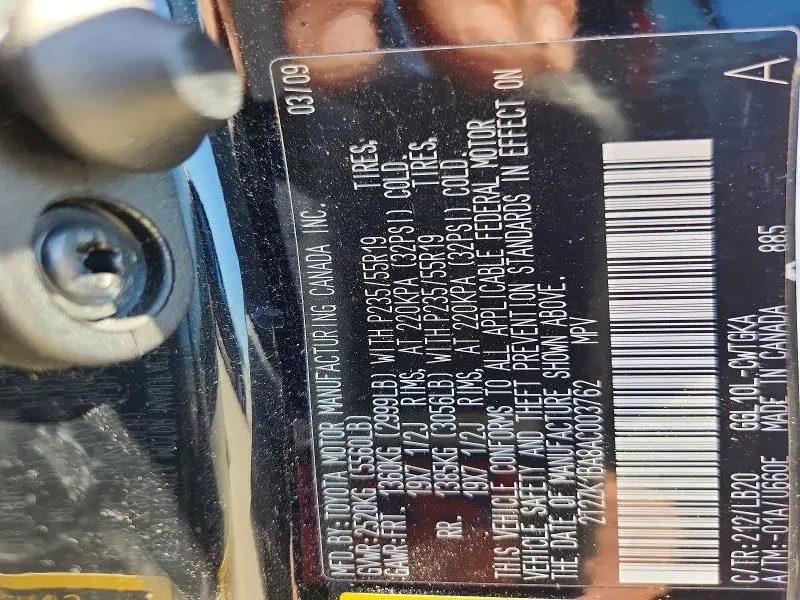 MFD.BY:TOYOTA MOTOR MANUFACTURING CANADA INC. 03/09
GVWR:2520KG (5560LB)
GAWR:FRT. 1360KG (2999LB) WITH P235/55R19 TIRES,
19X7 1/2J RIMS, AT 220KPA (32PSI) COLD.
RR. 1385KG (3056LB) WITH P235/55R19 TIRES,
19X7 1/2J RIMS, AT 220KPA (32PSI) COLD.
THIS VEHICLE CONFORMS TO ALL APPLICABLE FEDERAL MOTOR
VEHICLE SAFETY AND THEFT PREVENTION STANDARDS IN EFFECT ON
THE DATE OF MANUFACTURE SHOWN ABOVE.
2T2ZK1BA8AC003762 MPV
C/TR:212/LB20 GGL10L-CWTGKA A
A/TM:-01A/U660F MADE IN CANADA 885